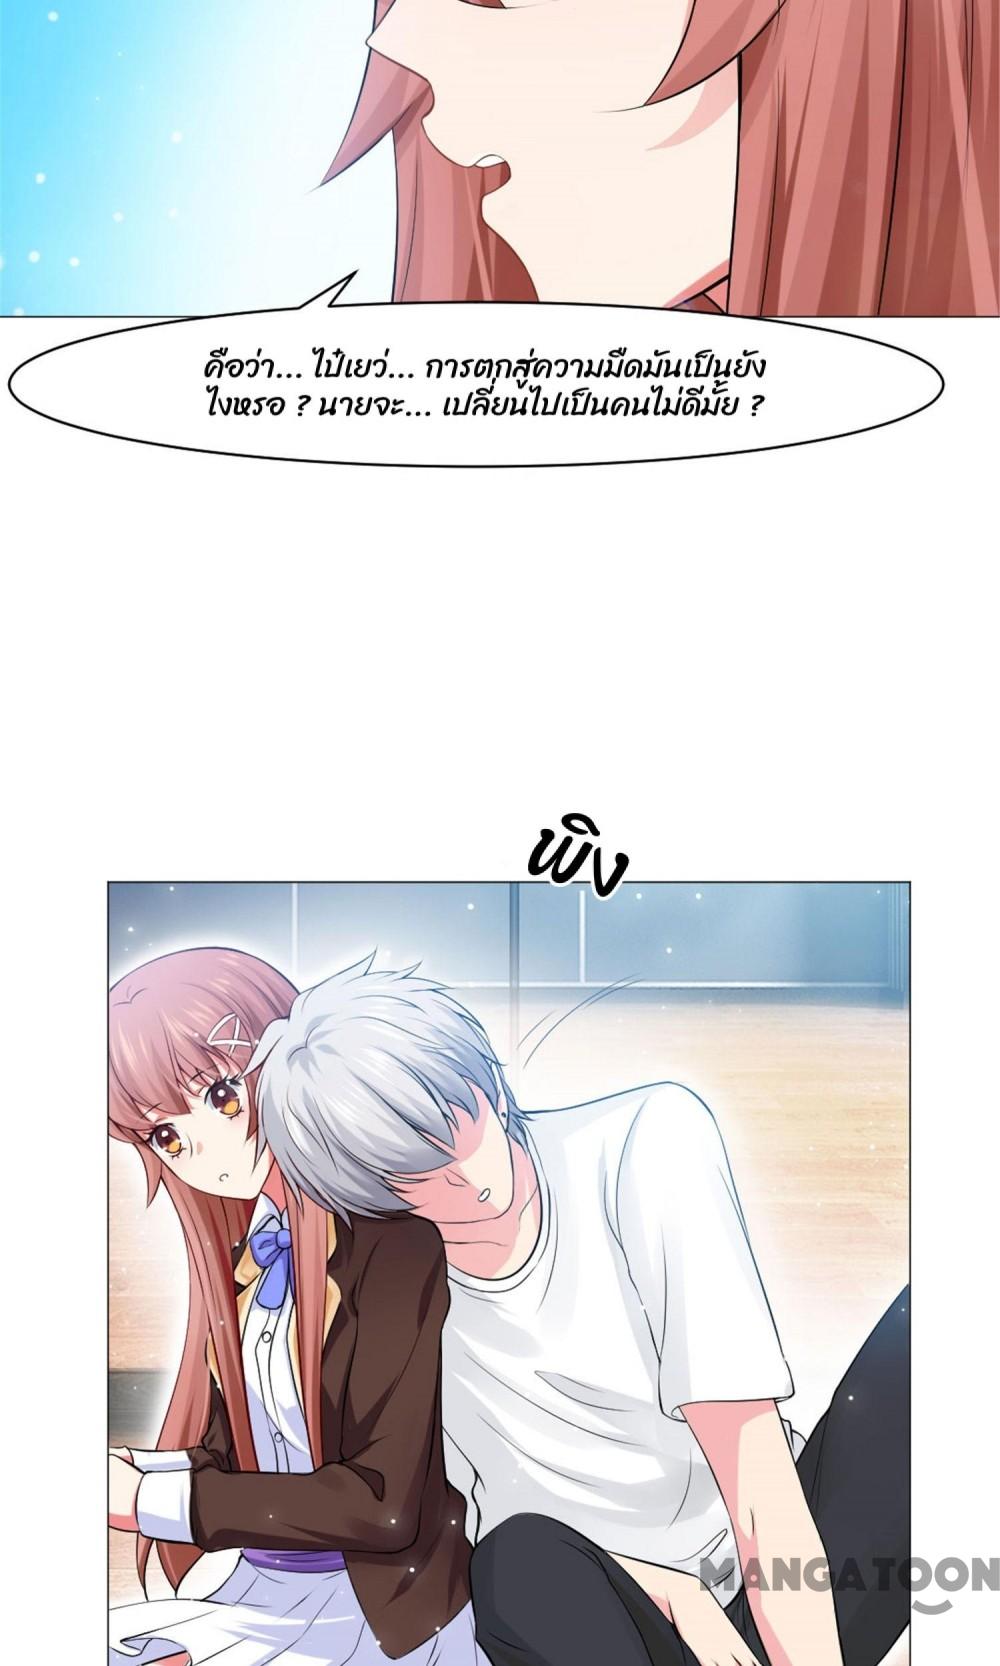 คือว่า... ไป๋เยว่... การตกสู่ความมืดมันเป็นยัง
ไงหรอ ? นายจะ... เปลี่ยนไปเป็นคนไม่ดีมั้ย ?
พิง
MANGATOON